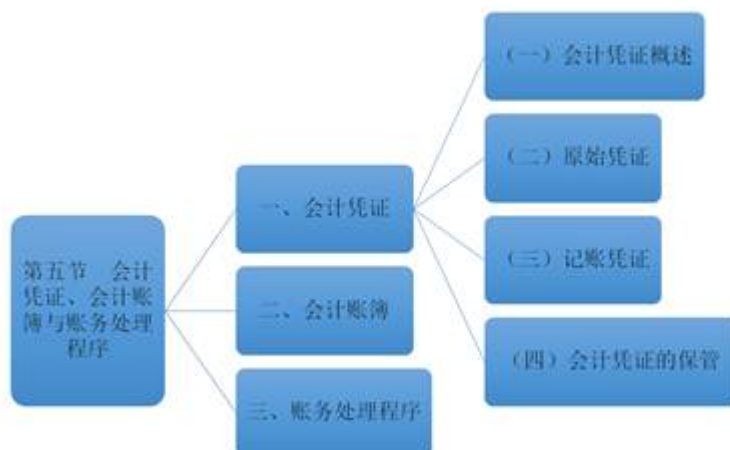 第五节 会计
凭证、会计账
簿与账务处理
程序
一、会计凭证
二、会计账簿
三、账务处理程序
（一）会计凭证概述
（二）原始凭证
（三）记账凭证
（四）会计凭证的保管